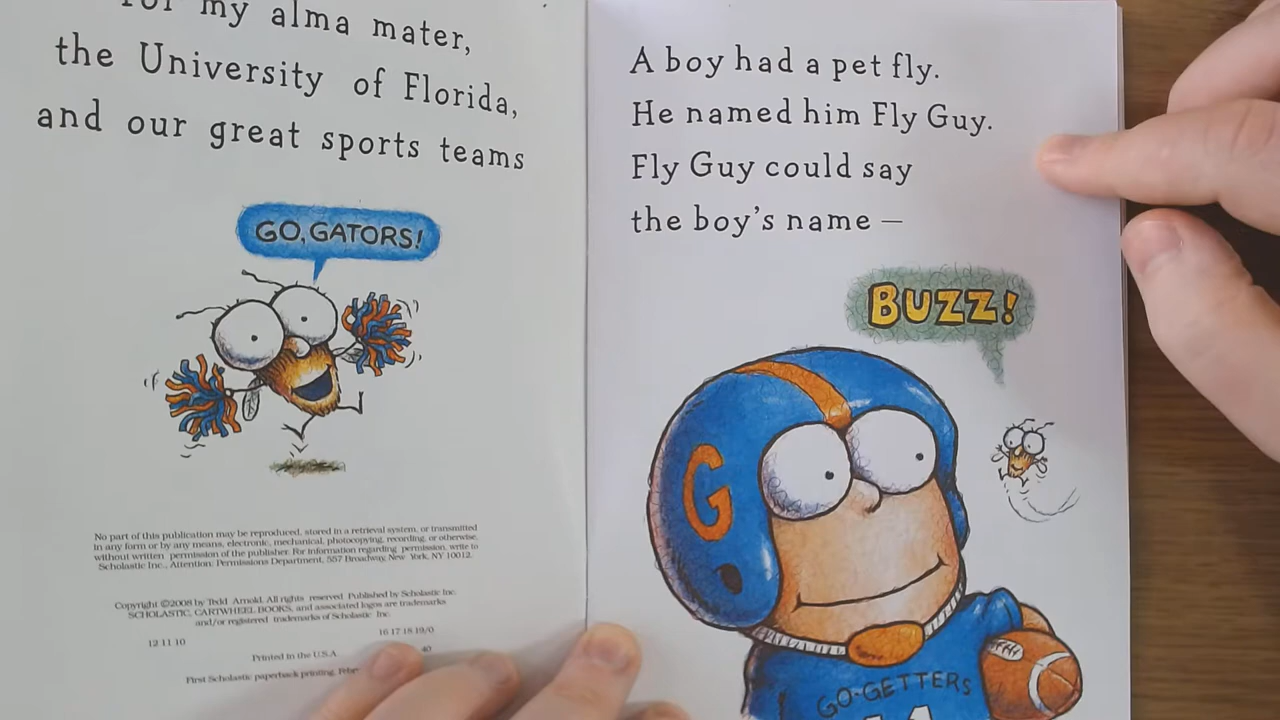 for my alma mater,
the University of Florida,
and our great sports teams
GO, GATORS!
No part of this publication may be reproduced, stored in a retrieval system, or transmitted
in any form or by any means, electronic, mechanical, photocopying, recording, or otherwise,
without written permission of the publisher. For information regarding permission, write to
Scholastic Inc., Attention: Permissions Department, 557 Broadway, New York, NY 10012.
Copyright ©2008 by Tedd Arnold. All rights reserved. Published by Scholastic Inc.
SCHOLASTIC, CARTWHEEL BOOKS, and associated logos are trademarks
and/or registered trademarks of Scholastic Inc.
12 11 10
16 17 18 19/0
40
Printed in the U.S.A.
First Scholastic paperback printing,
A boy had a pet fly.
He named him Fly Guy.
Fly Guy could say
the boy's name —
BUZZ!
G
GO-GETTERS